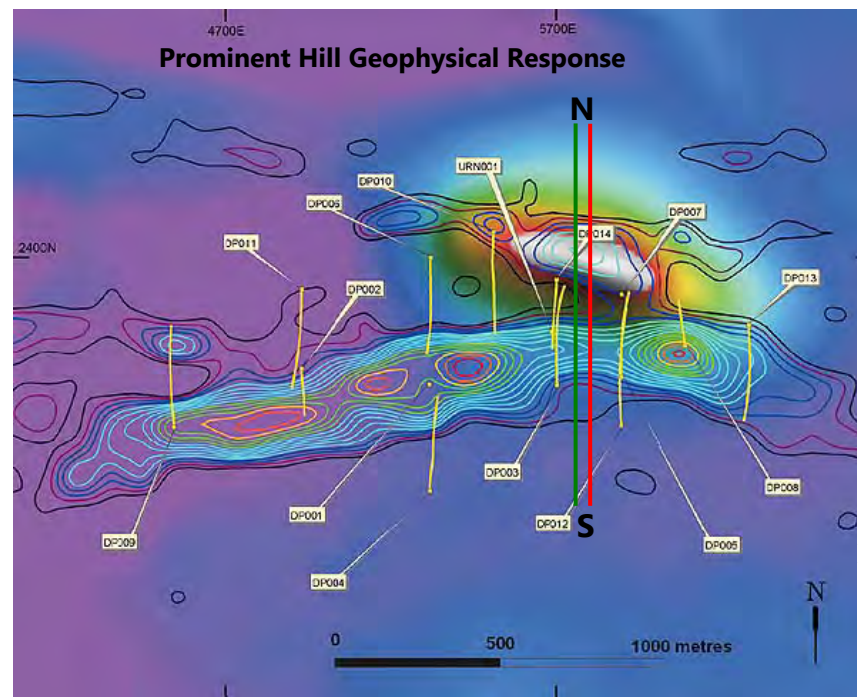 4700E
5700E
Prominent Hill Geophysical Response
N
URN001
DP010
DP006
DP007
DP014
DP011
2400N
DP013
DP002
DP003
DP008
DP001
DP012
S
DP009
DP005
DP004
N
0
500
1000 metres